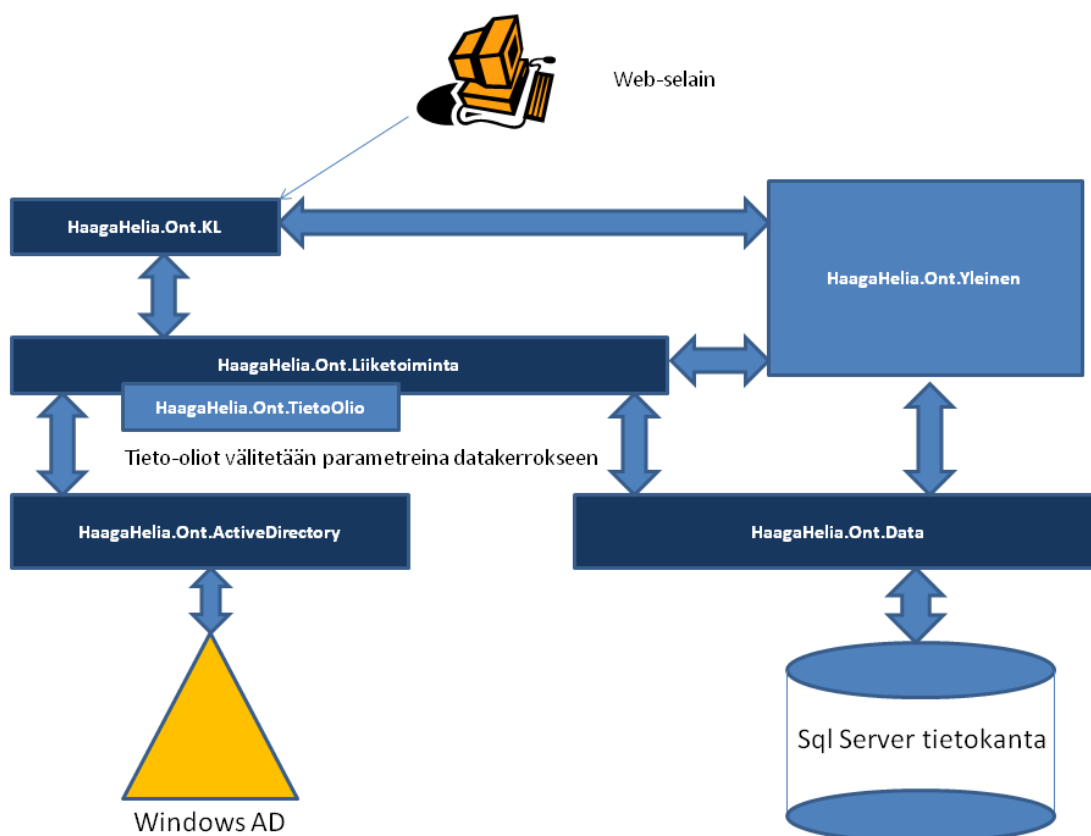 Web-selain
HaagaHelia.Ont.KL
HaagaHelia.Ont.Yleinen
HaagaHelia.Ont.Liiketoiminta
HaagaHelia.Ont.TietoOlio
Tieto-oliot välitetään parametreina datakerrokseen
HaagaHelia.Ont.ActiveDirectory
HaagaHelia.Ont.Data
Sql Server tietokanta
Windows AD